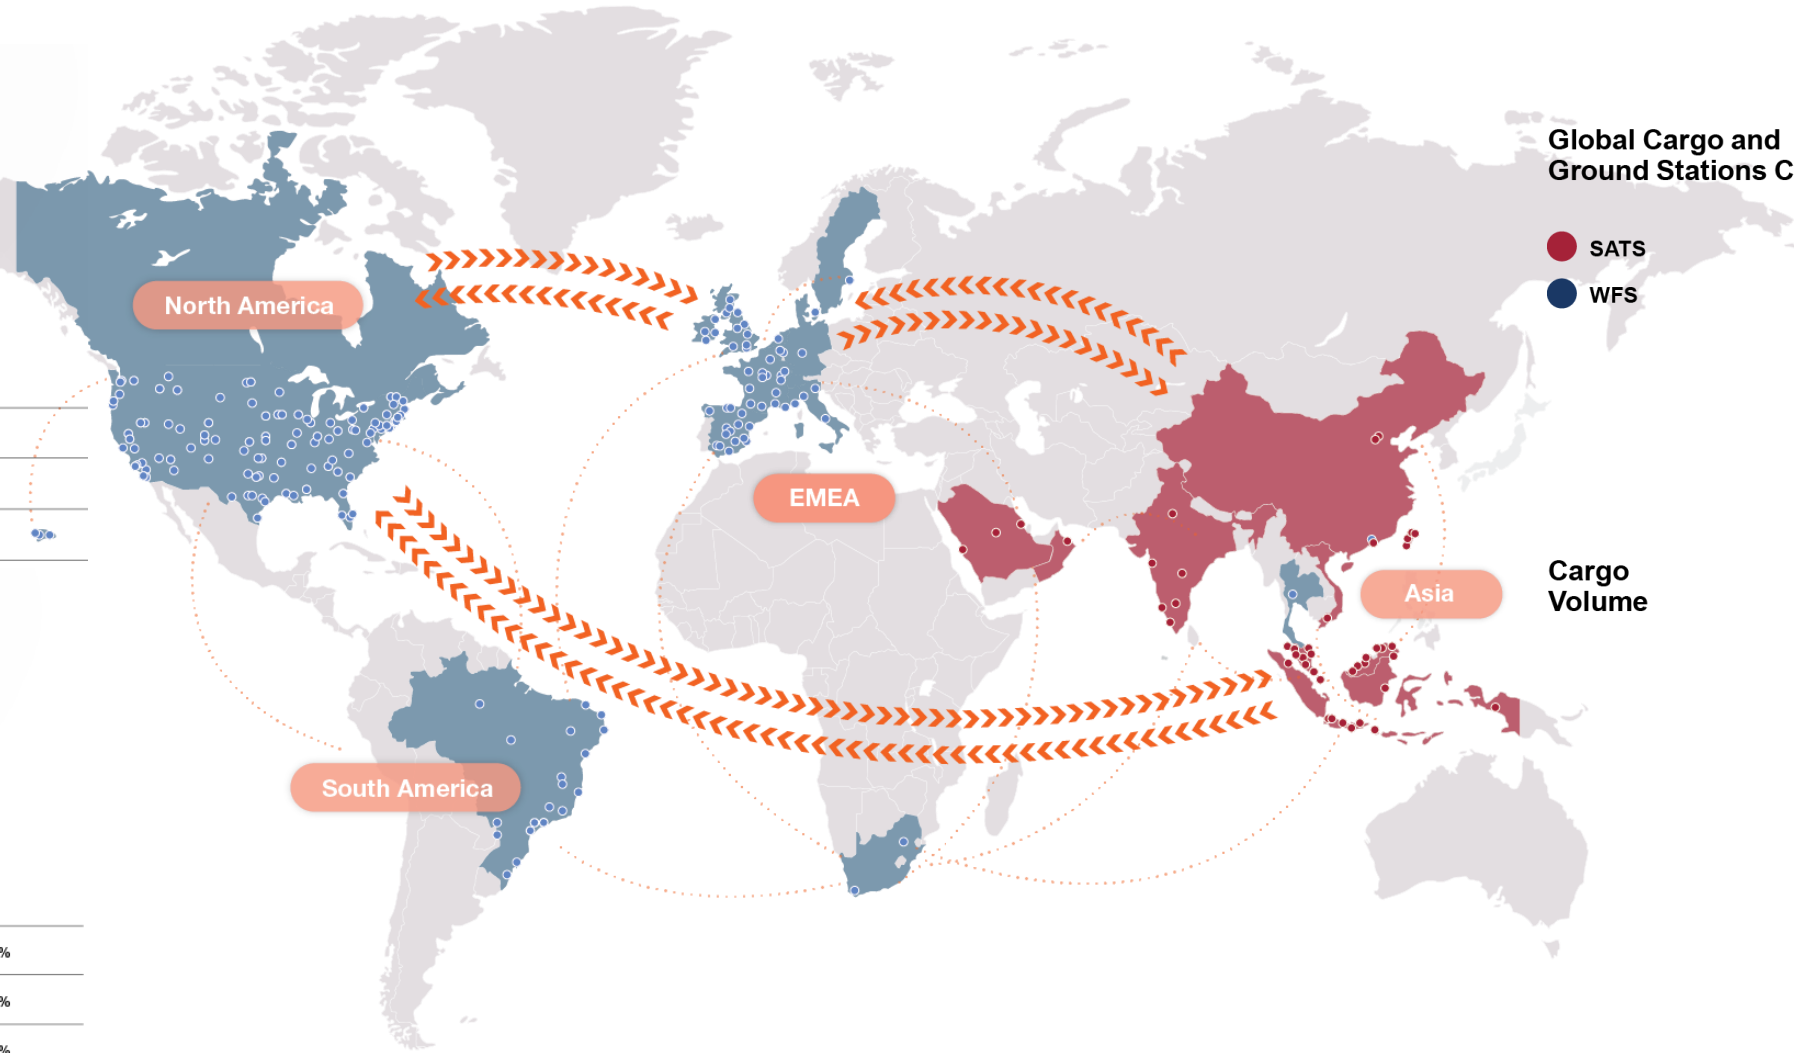 Global Cargo and
Ground Stations C
SATS
WFS
North America
EMEA
Cargo
Volume
Asia
South America
%
%
%